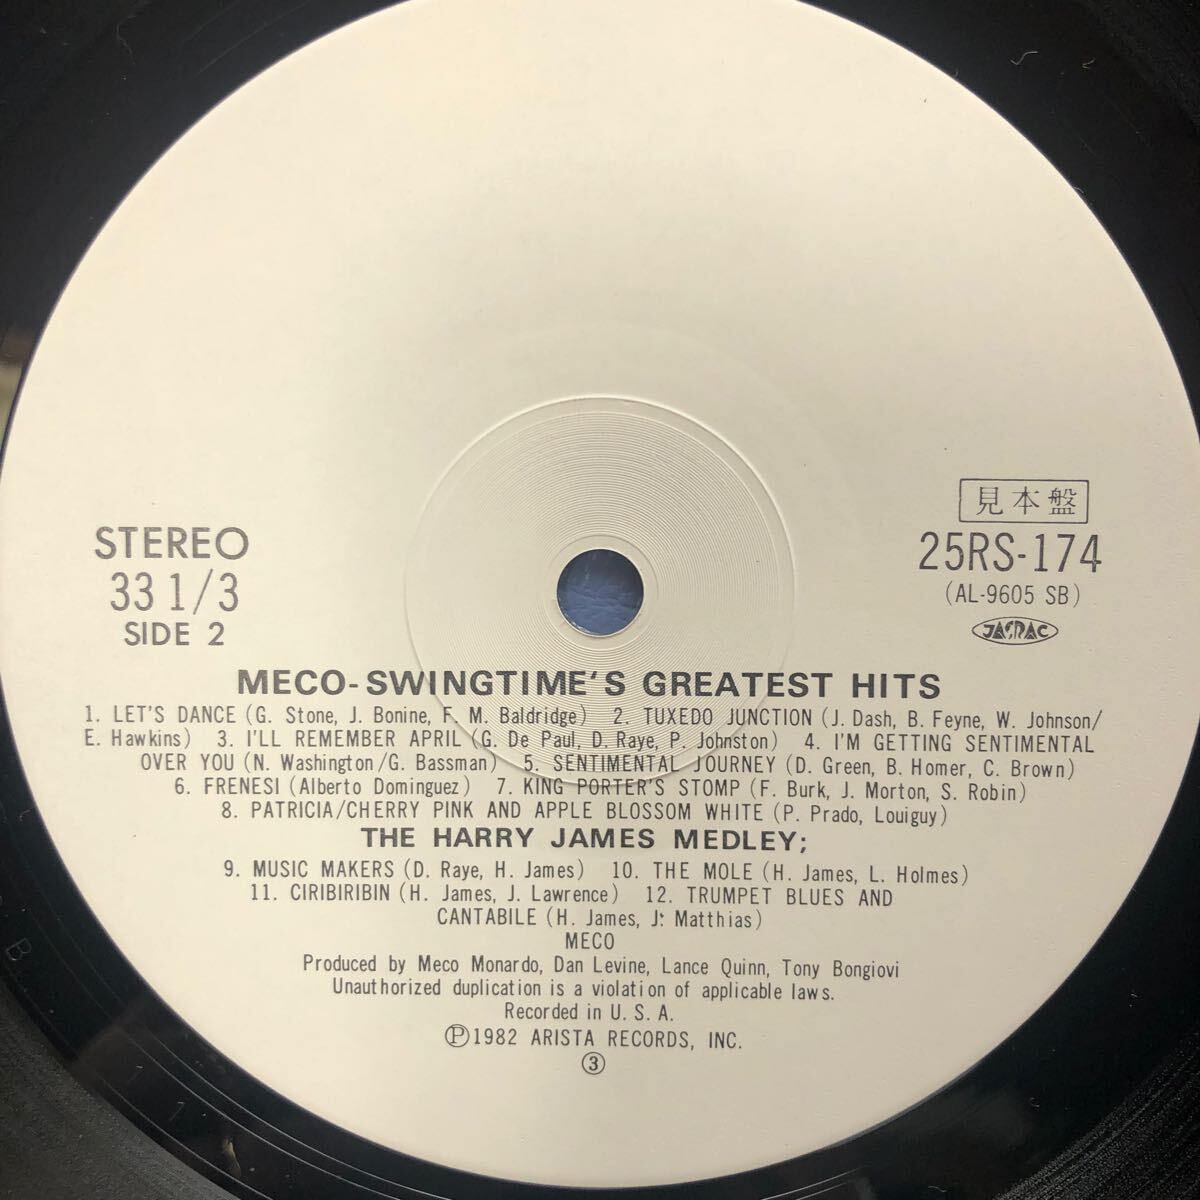 見本盤
STEREO
25RS-174
33 1/3
(AL-9605 SB)
SIDE 2
JASRAC
MECO-SWINGTIME'S GREATEST HITS
1. LET'S DANCE (G. Stone, J. Bonine, F. M. Baldridge) 2. TUXEDO JUNCTION (J. Dash, B. Feyne, W. Johnson/
E. Hawkins) 3. I'LL REMEMBER APRIL (G. De Paul, D. Raye, P. Johnston) 4. I'M GETTING SENTIMENTAL
OVER YOU (N. Washington/G. Bassman) 5. SENTIMENTAL JOURNEY (D. Green, B. Homer, C. Brown)
6. FRENESI (Alberto Dominguez) 7. KING PORTER'S STOMP (F. Burk, J. Morton, S. Robin)
8. PATRICIA/CHERRY PINK AND APPLE BLOSSOM WHITE (P. Prado, Louiguy)
THE HARRY JAMES MEDLEY;
9. MUSIC MAKERS (D. Raye, H. James) 10. THE MOLE (H. James, L. Holmes)
11. CIRIBIRIBIN (H. James, J. Lawrence) 12. TRUMPET BLUES AND
CANTABILE (H. James, J. Matthias)
MECO
Produced by Meco Monardo, Dan Levine, Lance Quinn, Tony Bongiovi
Unauthorized duplication is a violation of applicable laws.
Recorded in U. S. A.
Ⓟ1982 ARISTA RECORDS, INC.
③